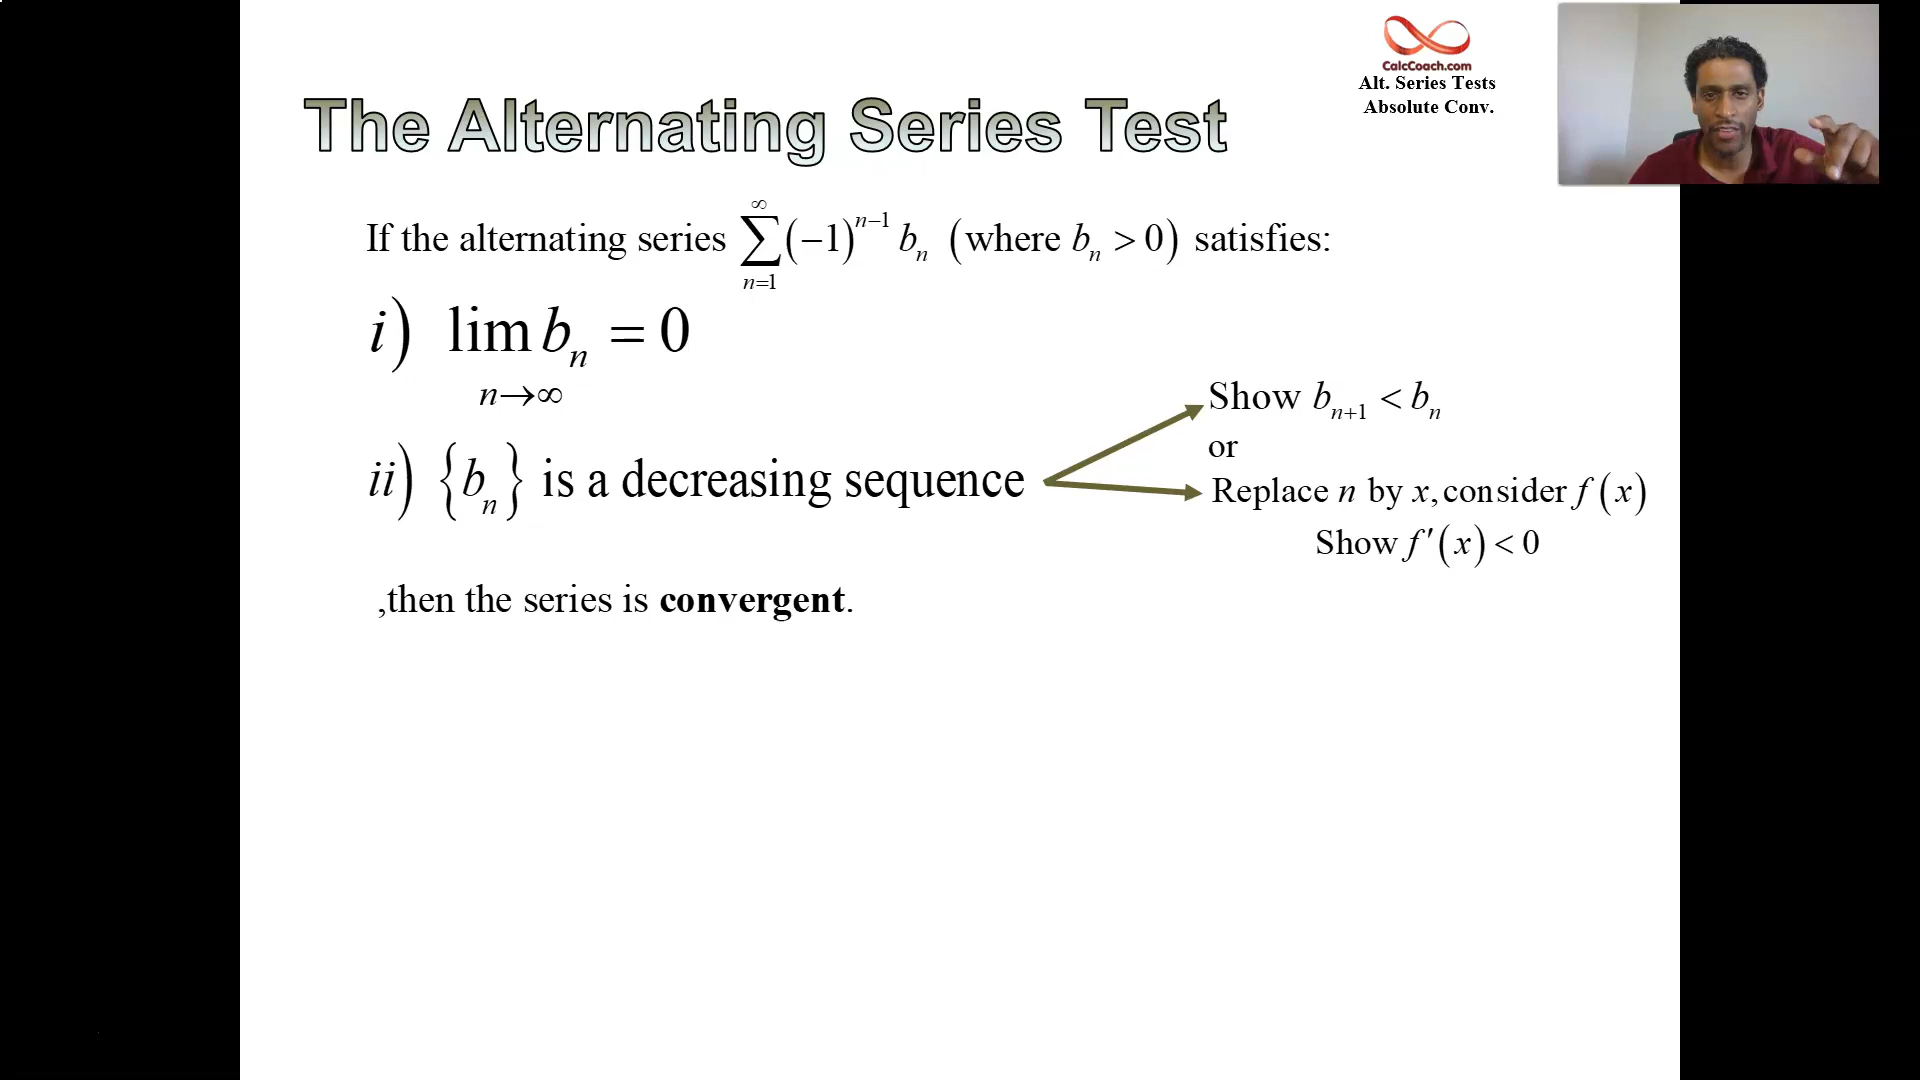 CalcCoach.com
Alt. Series Tests
Absolute Conv.
The Alternating Series Test
If the alternating series ∑_{n=1}^{∞} (−1)^{n−1} b_n (where b_n > 0) satisfies:
i) lim_{n→∞} b_n = 0
ii) {b_n} is a decreasing sequence
Show b_{n+1} < b_n
or
Replace n by x, consider f(x)
Show f′(x) < 0
,then the series is convergent.